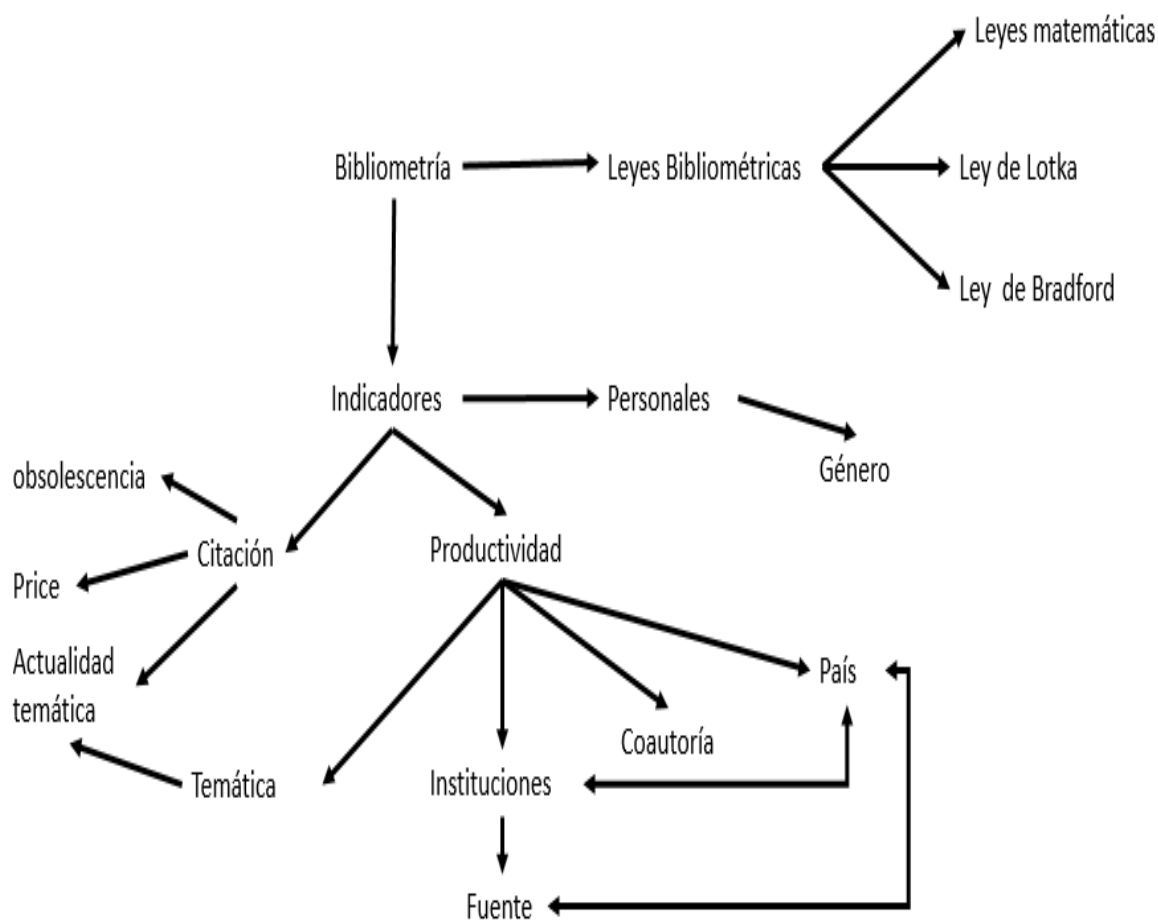 Leyes matemáticas
Bibliometría
Leyes Bibliométricas
Ley de Lotka
Ley de Bradford
Indicadores
Personales
Género
obsolescencia
Citación
Productividad
Price
Actualidad
temática
País
Coautoría
Temática
Instituciones
Fuente